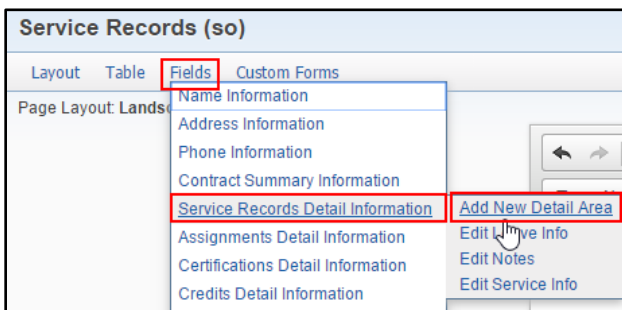 Service Records (so)
Layout Table Fields Custom Forms
Page Layout: Lands
Name Information
Address Information
Phone Information
Contract Summary Information
Service Records Detail Information
Add New Detail Area
Assignments Detail Information
Edit Info
Certifications Detail Information
Edit Notes
Credits Detail Information
Edit Service Info